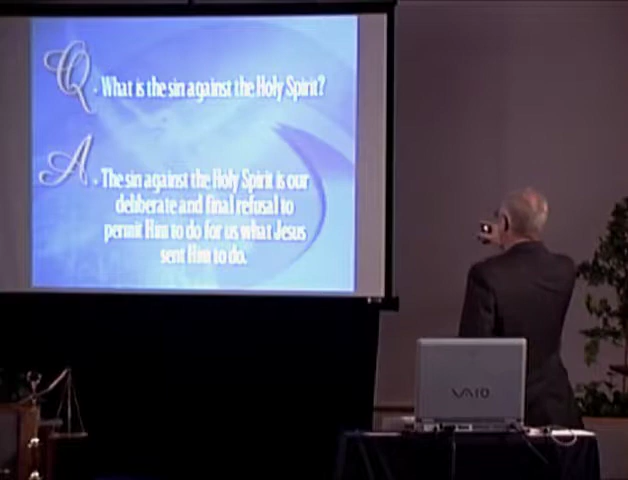 Q. What is the sin against the Holy Spirit?
A. The sin against the Holy Spirit is our
deliberate and final refusal to
permit Him to do for us what Jesus
sent Him to do.
VAIO